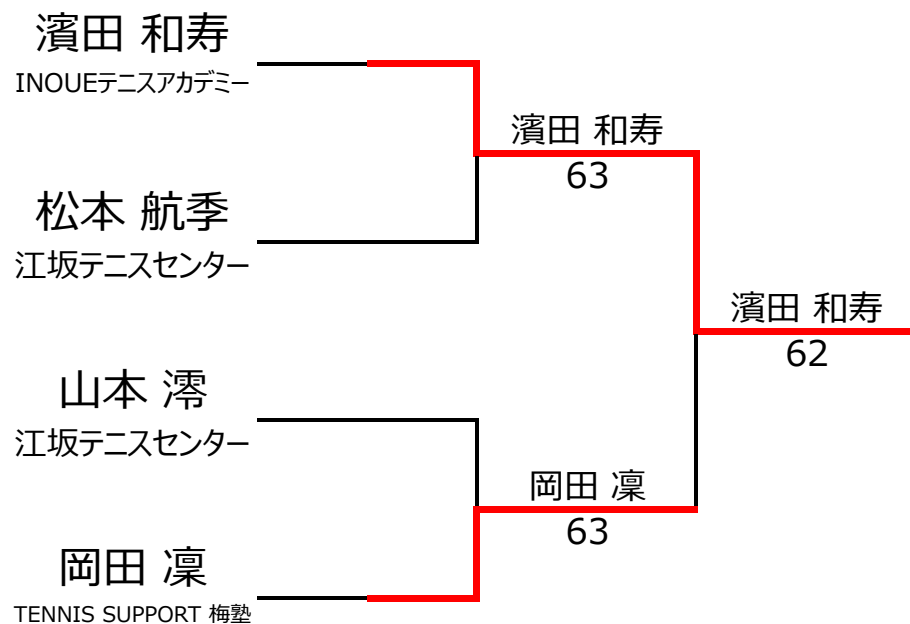 濱田 和寿
INOUEテニスアカデミー
濱田 和寿
63
松本 航季
江坂テニスセンター
濱田 和寿
62
山本 澪
江坂テニスセンター
岡田 凜
63
岡田 凜
TENNIS SUPPORT 梅塾